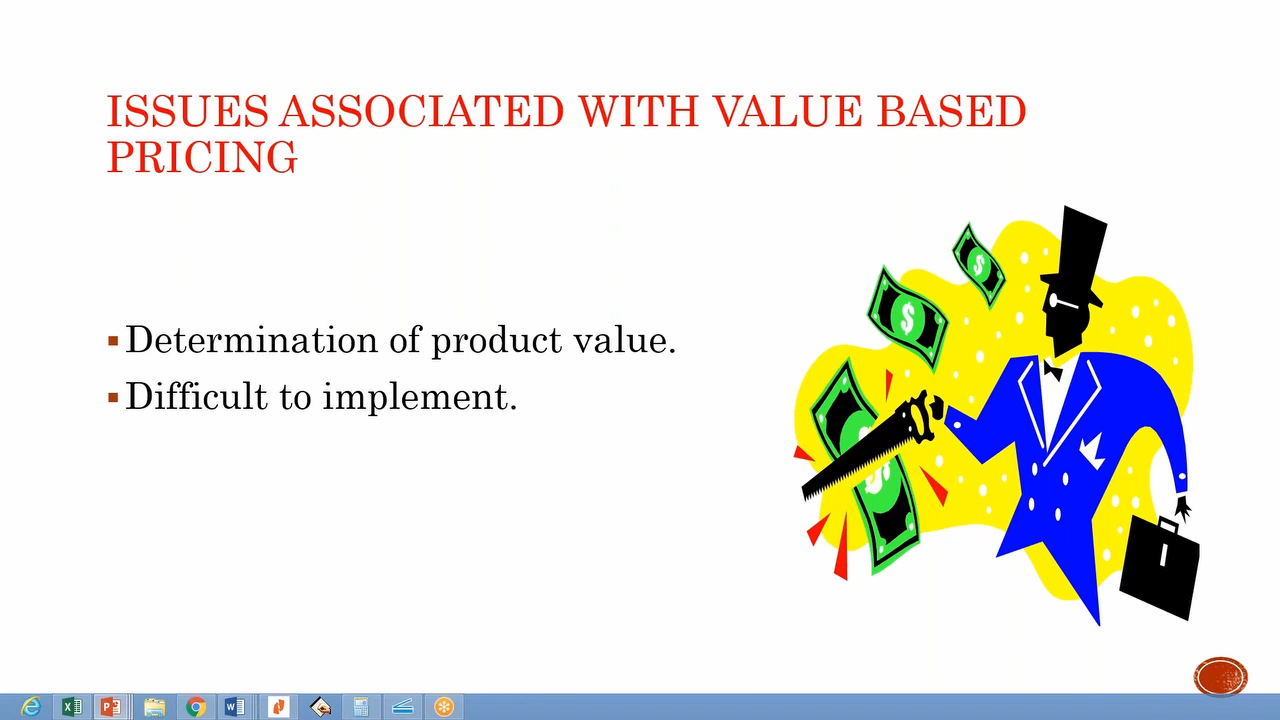 ISSUES ASSOCIATED WITH VALUE BASED
PRICING
▪Determination of product value.
▪Difficult to implement.